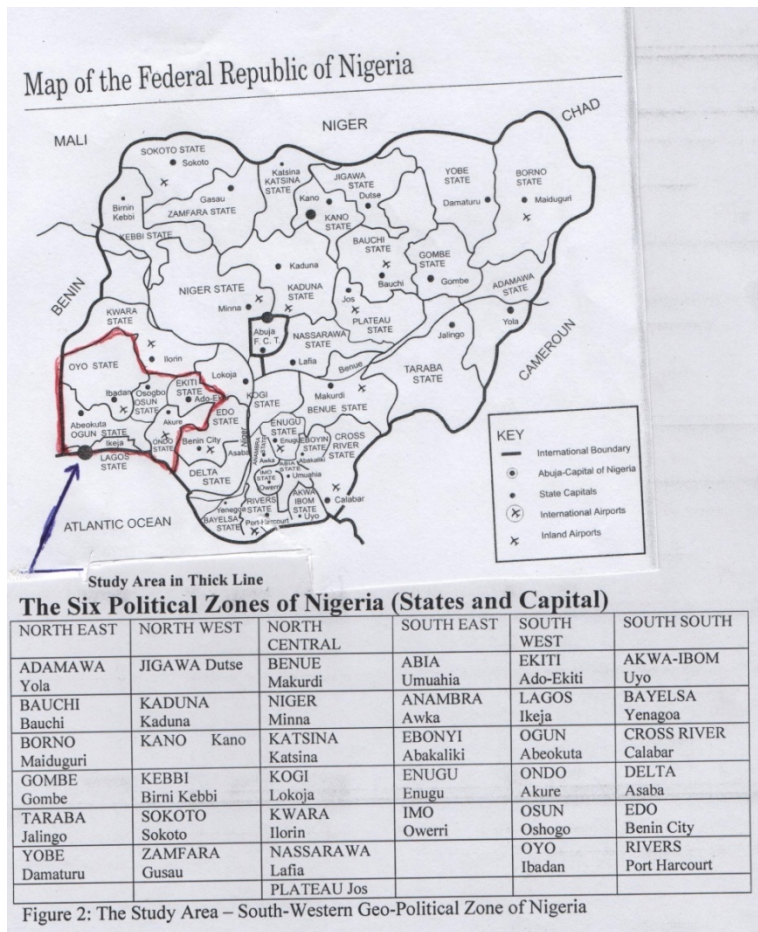 Map of the Federal Republic of Nigeria
MALI
NIGER
CHAD
SOKOTO STATE
Sokoto
Katsina
KATSINA
STATE
JIGAWA
STATE
Dutse
YOBE
STATE
Damaturu
BORNO
STATE
Maiduguri
Birnin
Kebbi
Gasau
ZAMFARA STATE
Kano
KANO
STATE
KEBBI STATE
BAUCHI
STATE
Bauchi
GOMBE
STATE
Gombe
Kaduna
KADUNA
STATE
NIGER STATE
Minna
Jos
PLATEAU
STATE
ADAMAWA
STATE
Yola
BENIN
KWARA
STATE
Ilorin
Abuja
F. C. T.
NASSARAWA
STATE
Lafia
Jalingo
TARABA
STATE
CAMEROUN
OYO STATE
Ibadan
Osogbo
OSUN
STATE
EKITI
STATE
Ado-Ek
Lokoja
KOGI
STATE
Benue
Makurdi
BENUE STATE
Abeokuta
OGUN STATE
Akure
ONDO
STATE
EDO
STATE
Benin City
Ikeja
LAGOS
STATE
Niger
Asaba
DELTA
STATE
ENUGU
STATE
Enugu
ANAMBRA
STATE
Awka
EBOYIN
STATE
Abakaliki
CROSS
RIVER
STATE
IMO
STATE
Owerri
ABIA
STATE
Umuahia
AKWA
IBOM
STATE
Uyo
Calabar
RIVERS
STATE
Port-Harcourt
Yenegoa
BAYELSA
STATE
ATLANTIC OCEAN
KEY
International Boundary
Abuja-Capital of Nigeria
State Capitals
International Airports
Inland Airports
Study Area in Thick Line
The Six Political Zones of Nigeria (States and Capital)
NORTH EAST NORTH WEST NORTH CENTRAL SOUTH EAST SOUTH WEST SOUTH SOUTH
ADAMAWA JIGAWA Dutse BENUE ABIA EKITI AKWA-IBOM
Yola Makurdi Umuahia Ado-Ekiti Uyo
BAUCHI KADUNA NIGER ANAMBRA LAGOS BAYELSA
Bauchi Kaduna Minna Awka Ikeja Yenagoa
BORNO KANO Kano KATSINA EBONYI OGUN CROSS RIVER
Maiduguri Katsina Abakaliki Abeokuta Calabar
GOMBE KEBBI KOGI ENUGU ONDO DELTA
Gombe Birni Kebbi Lokoja Enugu Akure Asaba
TARABA SOKOTO KWARA IMO OSUN EDO
Jalingo Sokoto Ilorin Owerri Oshogo Benin City
YOBE ZAMFARA NASSARAWA OYO RIVERS
Damaturu Gusau Lafia Ibadan Port Harcourt
PLATEAU Jos
Figure 2: The Study Area – South-Western Geo-Political Zone of Nigeria